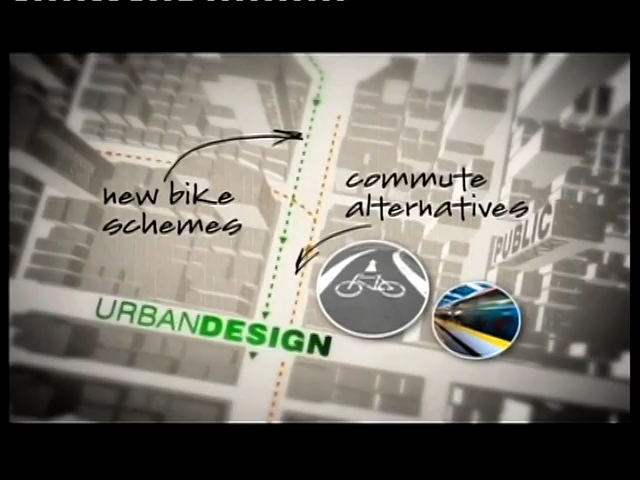 new bike
schemes
commute
alternatives
PUBLIC
URBANDESIGN